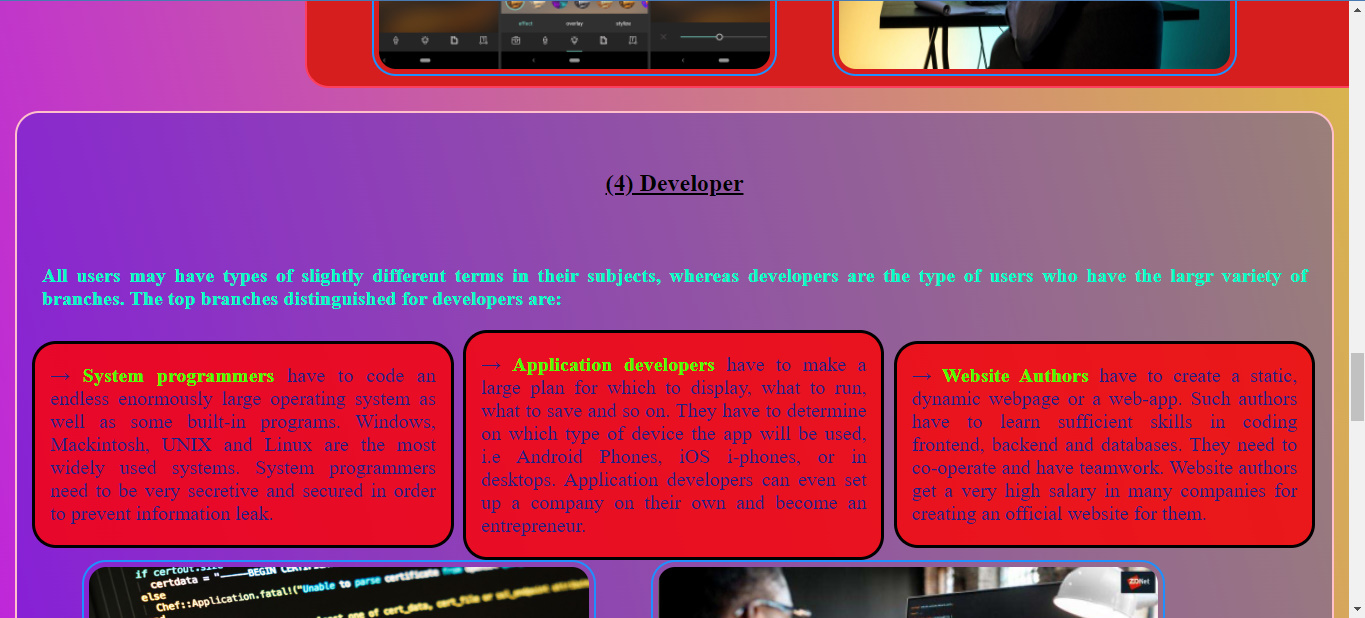 effect overlay stylize
(4) Developer
All users may have types of slightly different terms in their subjects, whereas developers are the type of users who have the largr variety of
branches. The top branches distinguished for developers are:
→ System programmers have to code an
endless enormously large operating system as
well as some built-in programs. Windows,
Mackintosh, UNIX and Linux are the most
widely used systems. System programmers
need to be very secretive and secured in order
to prevent information leak.
→ Application developers have to make a
large plan for which to display, what to run,
what to save and so on. They have to determine
on which type of device the app will be used,
i.e Android Phones, iOS i-phones, or in
desktops. Application developers can even set
up a company on their own and become an
entrepreneur.
→ Website Authors have to create a static,
dynamic webpage or a web-app. Such authors
have to learn sufficient skills in coding
frontend, backend and databases. They need to
co-operate and have teamwork. Website authors
get a very high salary in many companies for
creating an official website for them.
if certout.
certdata = "-----BEGIN
else
Chef::Application.fatal!("Unable to parse certificate from
least one of cert_data, cert_file or
ZDNet